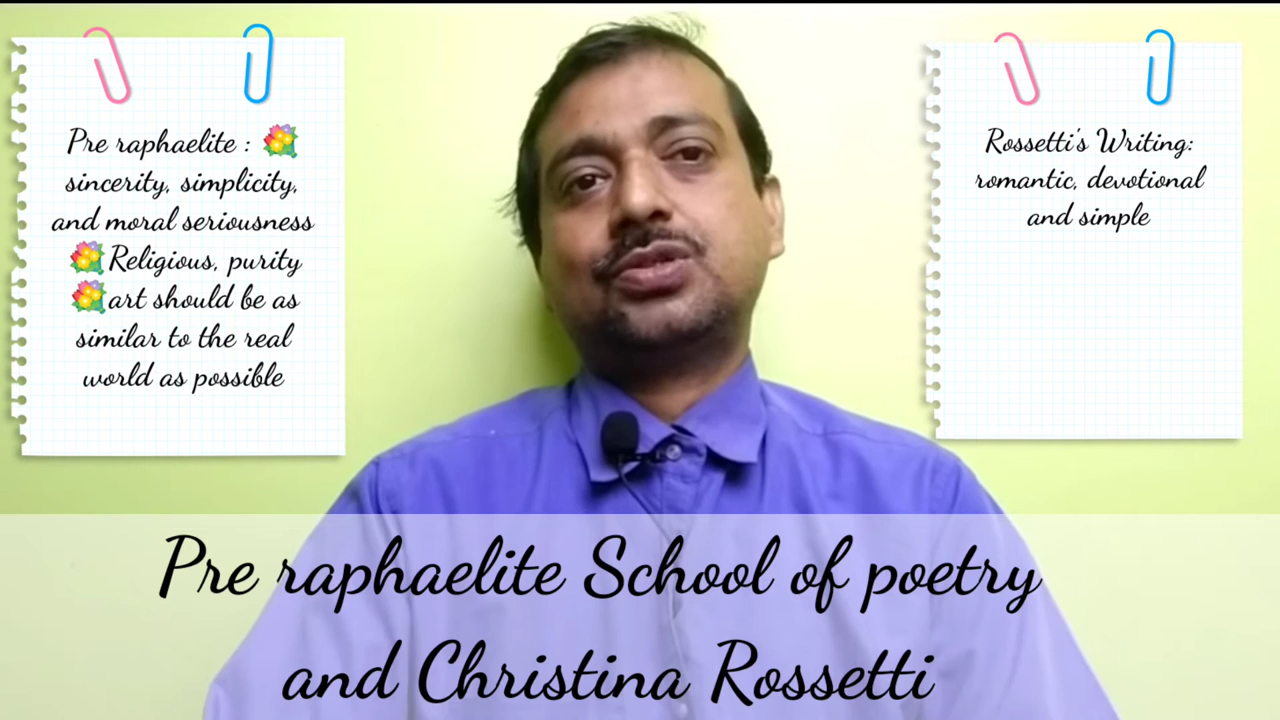 Pre raphaelite : 💐
sincerity, simplicity,
and moral seriousness
💐Religious, purity
💐art should be as
similar to the real
world as possible
Rossetti's Writing:
romantic, devotional
and simple
Pre raphaelite School of poetry
and Christina Rossetti